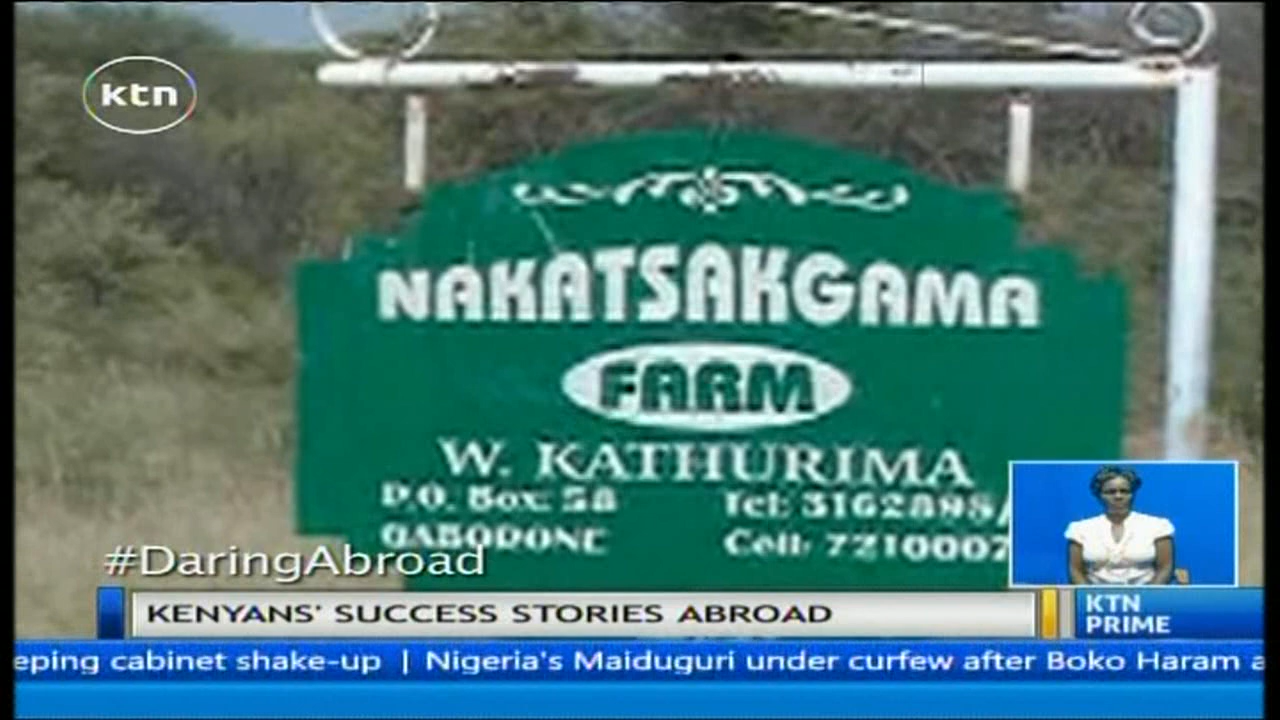 ktn
NAKATSAKGAMA
FARM
W. KATHURIMA
P.O. Box 58
GABORONE
Tel: 3162898/
Cell: 7210007
#DaringAbroad
KENYANS' SUCCESS STORIES ABROAD
KTN
PRIME
eping cabinet shake-up | Nigeria's Maiduguri under curfew after Boko Haram a